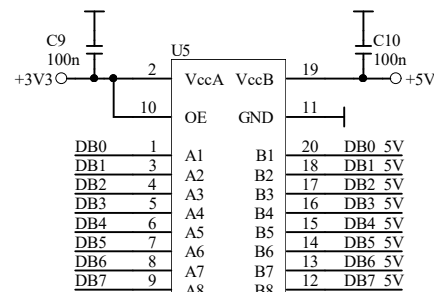 C9
100n
U5
C10
100n
+3V3 2 VccA VccB 19 +5V
10 OE GND 11
DB0 1 A1 B1 20 DB0 5V
DB1 3 A2 B2 18 DB1 5V
DB2 4 A3 B3 17 DB2 5V
DB3 5 A4 B4 16 DB3 5V
DB4 6 A5 B5 15 DB4 5V
DB5 7 A6 B6 14 DB5 5V
DB6 8 A7 B7 13 DB6 5V
DB7 9 A8 B8 12 DB7 5V